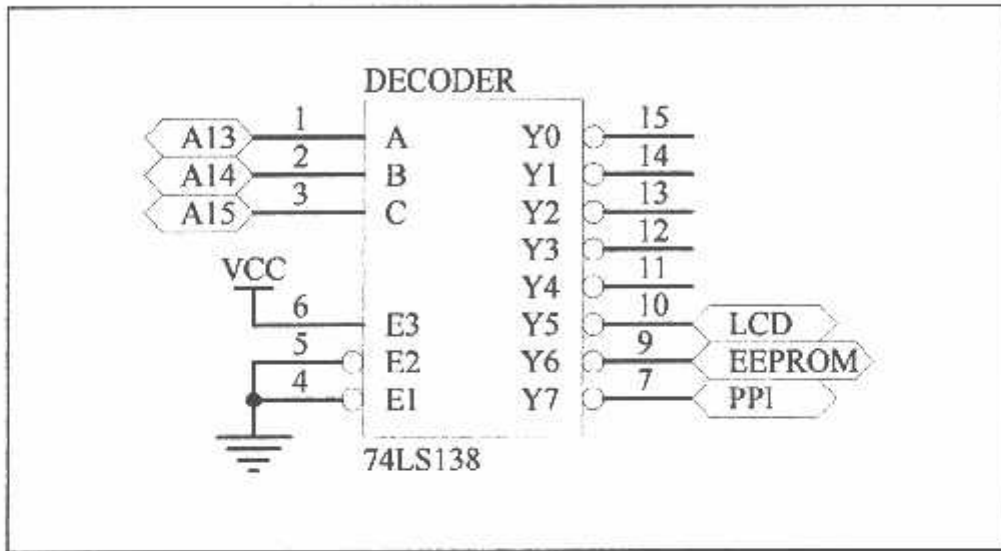 DECODER
A13 1 A Y0 15
A14 2 B Y1 14
A15 3 C Y2 13
Y3 12
VCC Y4 11
6 E3 Y5 10 LCD
5 E2 Y6 9 EEPROM
4 E1 Y7 7 PPI
74LS138